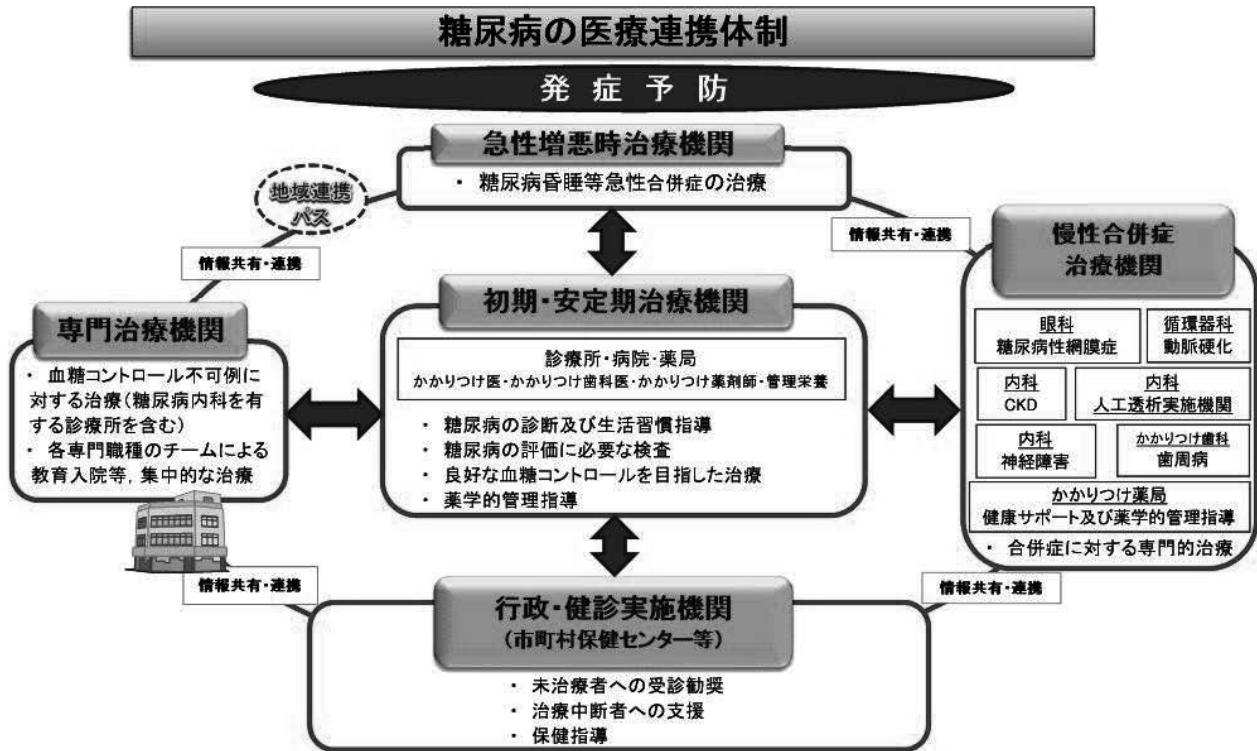 糖尿病の医療連携体制
発症予防
急性増悪時治療機関
・ 糖尿病昏睡等急性合併症の治療
地域連携
パス
情報共有・連携
情報共有・連携
慢性合併症
治療機関
眼科
糖尿病性網膜症
循環器科
動脈硬化
内科
CKD
内科
人工透析実施機関
内科
神経障害
かかりつけ歯科
歯周病
かかりつけ薬局
健康サポート及び薬学的管理指導
・ 合併症に対する専門的治療
初期・安定期治療機関
診療所・病院・薬局
かかりつけ医・かかりつけ歯科医・かかりつけ薬剤師・管理栄養
・ 糖尿病の診断及び生活習慣指導
・ 糖尿病の評価に必要な検査
・ 良好な血糖コントロールを目指した治療
・ 薬学的管理指導
専門治療機関
・ 血糖コントロール不可例に
対する治療(糖尿病内科を有
する診療所を含む)
・ 各専門職種のチームによる
教育入院等，集中的な治療
情報共有・連携
情報共有・連携
行政・健診実施機関
(市町村保健センター等)
・ 未治療者への受診勧奨
・ 治療中断者への支援
・ 保健指導